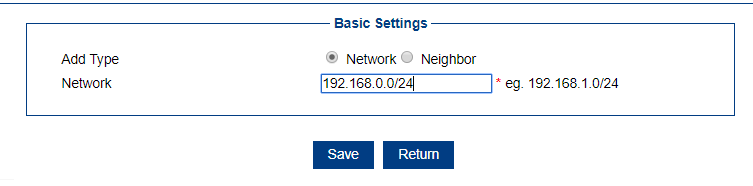 Basic Settings
Add Type Network Neighbor
Network 192.168.0.0/24 * eg. 192.168.1.0/24
Save Return